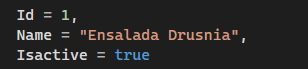 Id = 1,
Name = "Ensalada Drusnia",
Isactive = true